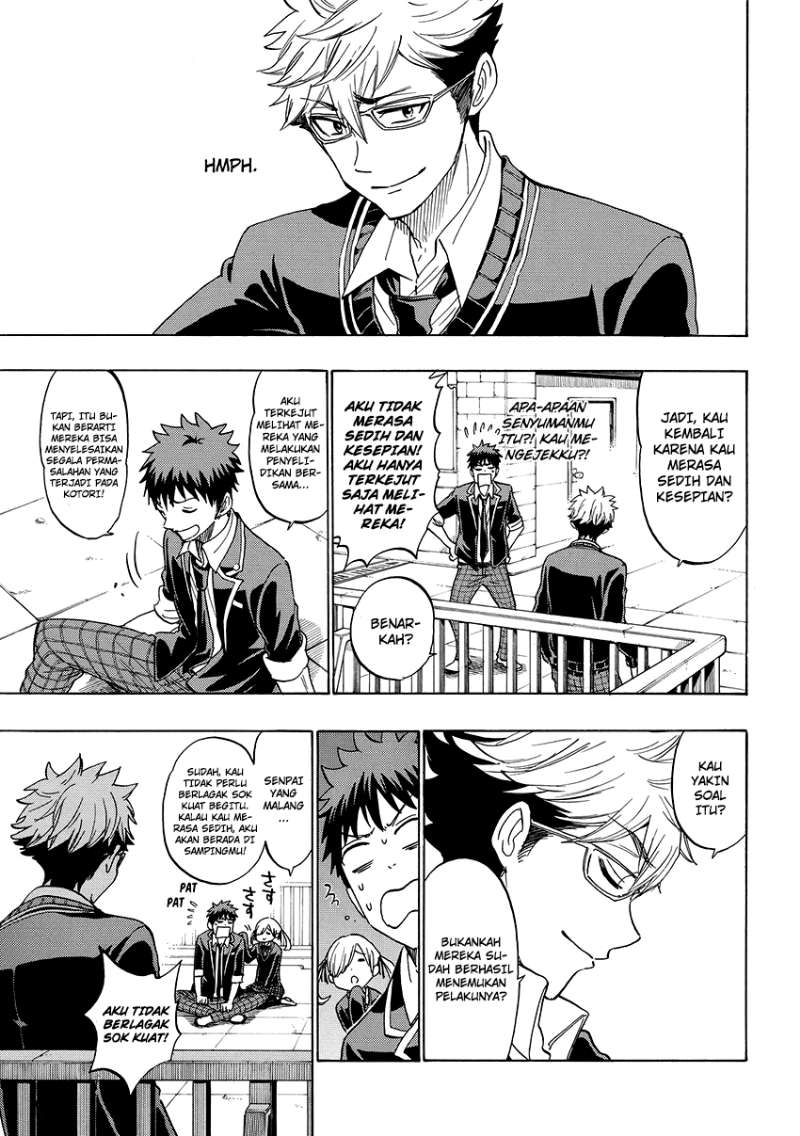 HMPH.
JADI, KAU
KEMBALI
KARENA KAU
MERASA
SEDIH DAN
KESEPIAN?
APA-APAAN
SENYUMANMU
ITU?! KAU ME-
NGEJEKKU?!
AKU TIDAK
MERASA
SEDIH DAN
KESEPIAN!
AKU HANYA
TERKEJUT
SAJA MELI-
HAT ME-
REKA!
BENAR-
KAH?
AKU
TERKEJUT
MELIHAT ME-
REKA YANG
MELAKUKAN
PENYELI-
DIKAN BER-
SAMA...
TAPI, ITU BU-
KAN BERARTI
MEREKA BISA
MENYELESAIKAN
SEGALA PERMA-
SALAHAN YANG
TERJADI PADA
KOTORI!
KAU
YAKIN
SOAL
ITU?
BUKANKAH
MEREKA SU-
DAH BERHASIL
MENEMUKAN
PELAKUNYA?
SENPAI
YANG
MALANG
...
SUDAH, KAU
TIDAK PERLU
BERLAGAK SOK
KUAT BEGITU.
KALAU KAU ME-
RASA SEDIH, AKU
AKAN BERADA DI
SAMPINGMU!
さす
さす
PAT
PAT
AKU TIDAK
BERLAGAK
SOK KUAT!